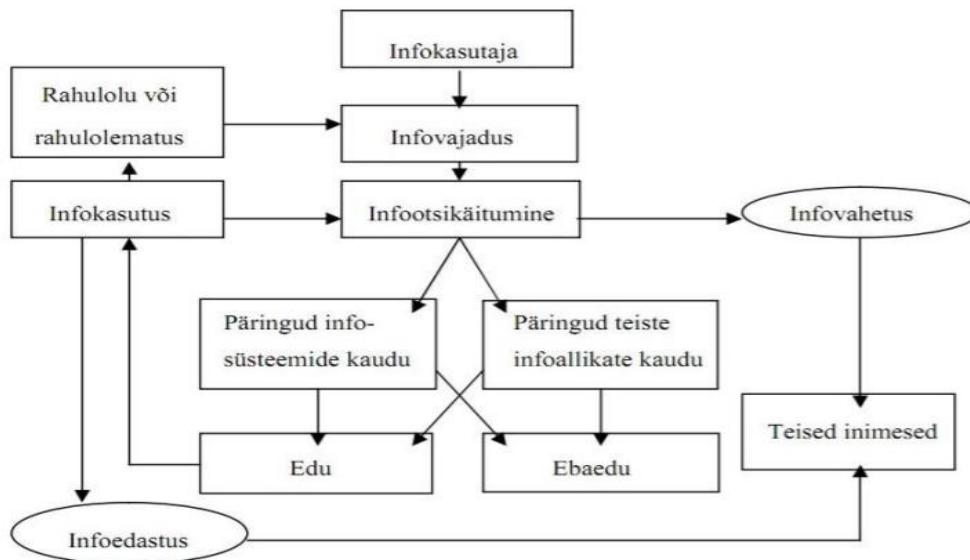 Infokasutaja
Rahulolu või
rahulolematus
Infovajadus
Infokasutus
Infootsikäitumine
Infovahetus
Päringud info-
süsteemide kaudu
Päringud teiste
infoallikate kaudu
Teised inimesed
Edu
Ebaedu
Infoedastus